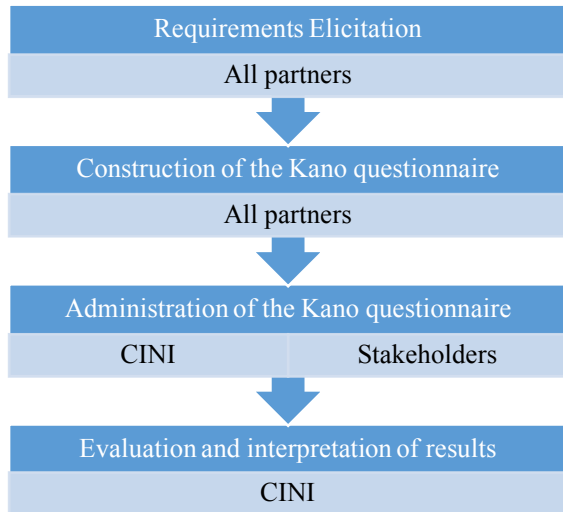 Requirements Elicitation
All partners
Construction of the Kano questionnaire
All partners
Administration of the Kano questionnaire
CINI Stakeholders
Evaluation and interpretation of results
CINI